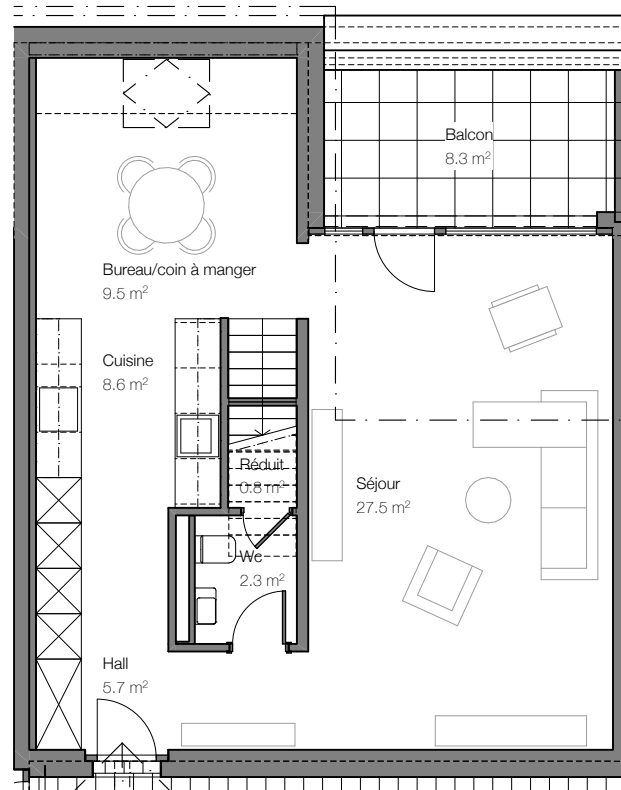 Balcon
8.3 m²
Bureau/coin à manger
9.5 m²
Cuisine
8.6 m²
Réduit
0.8 m²
Séjour
27.5 m²
Wc
2.3 m²
Hall
5.7 m²